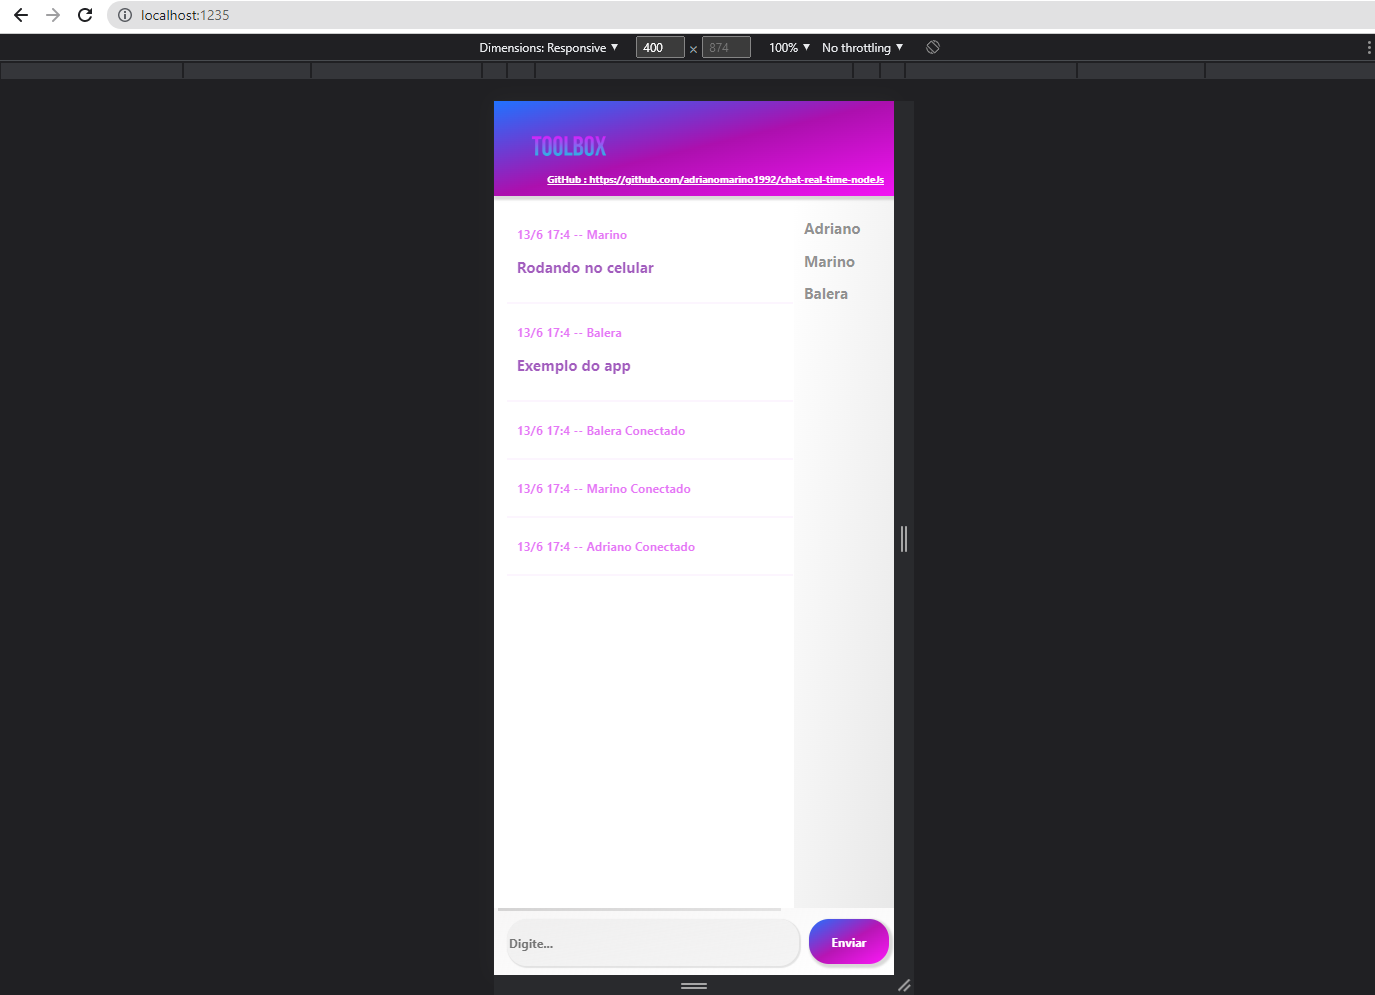 localhost:1235
Dimensions: Responsive ▼ 400 × 874 100% ▼ No throttling ▼
TOOLBOX
GitHub : https://github.com/adrianomarino1992/chat-real-time-nodeJs
13/6 17:4 -- Marino
Rodando no celular
13/6 17:4 -- Balera
Exemplo do app
13/6 17:4 -- Balera Conectado
13/6 17:4 -- Marino Conectado
13/6 17:4 -- Adriano Conectado
Adriano
Marino
Balera
Digite...
Enviar